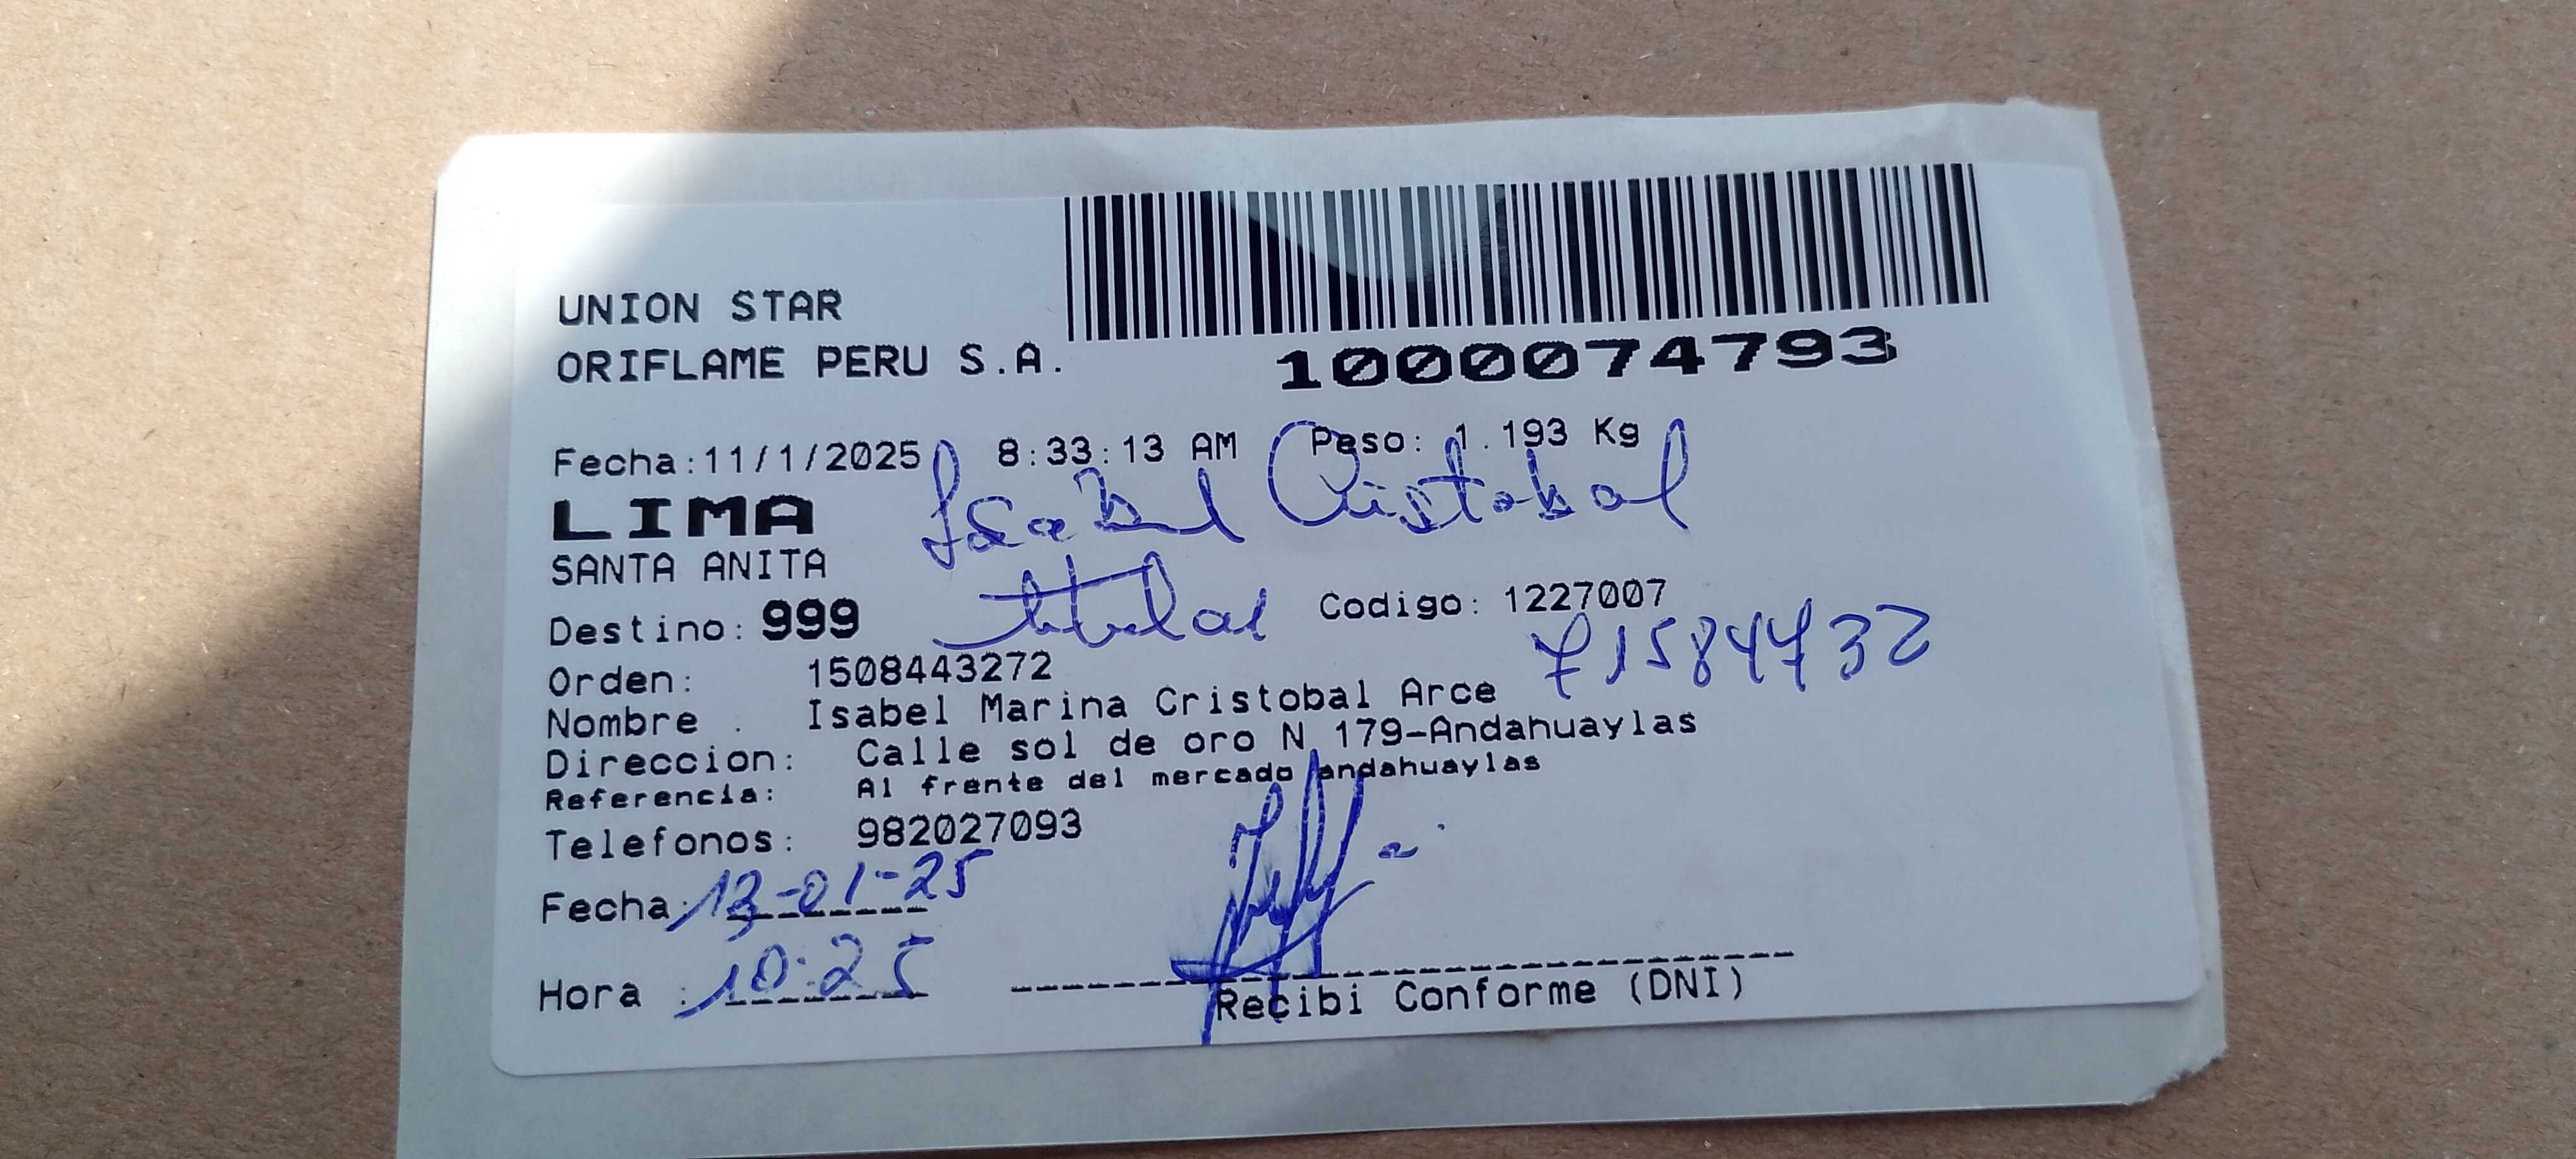 UNION STAR
ORIFLAME PERU S.A.
1000074793
Fecha:11/1/2025 8:33:13 AM Peso: 1.193 Kg
Isabel Cristobal
LIMA
SANTA ANITA
titular
Destino: 999 Codigo: 1227007
71584432
Orden: 1508443272
Nombre : Isabel Marina Cristobal Arce
Direccion: Calle sol de oro N 179-Andahuaylas
Referencia: Al frente del mercado andahuaylas
Telefonos: 982027093
Fecha: 13-01-25
Hora : 10:25
Recibi Conforme (DNI)